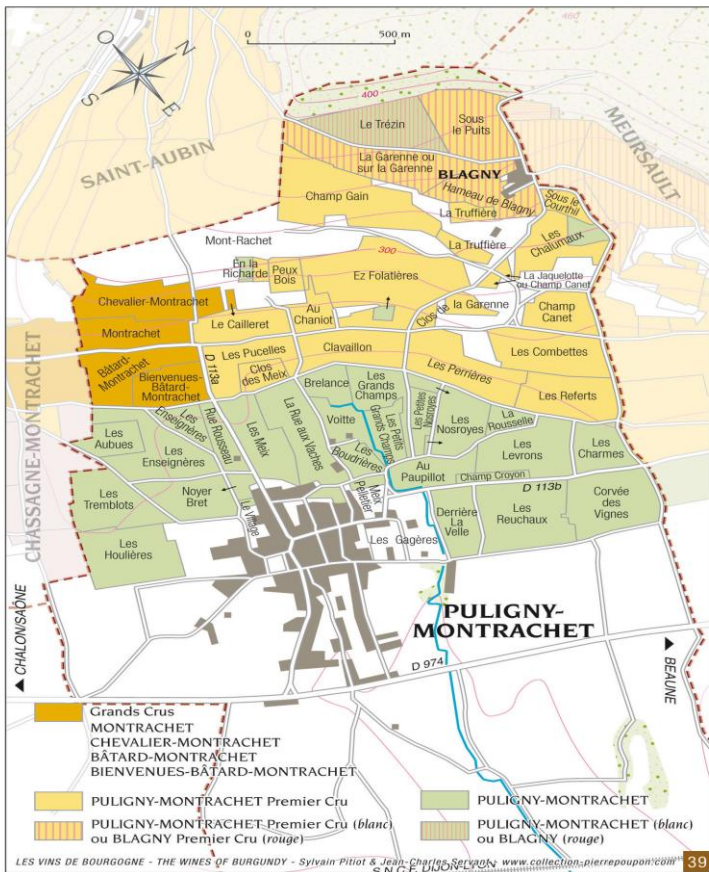 O
N
S
E
0 500 m
460
400
Le Trézin
Sous
le Puits
MEURSAULT
SAINT-AUBIN
La Garenne ou
sur la Garenne
BLAGNY
Hameau de Blagny
Champ Gain
La Truffière
Sous le
Courthil
Les
Chalumaux
Mont-Rachet
La Truffière
300
En la
Richarde
Peux
Bois
Ez Folatières
La Jaquelotte
ou Champ Canet
Chevalier-Montrachet
Au
Chaniot
Clos de
la Garenne
Champ
Canet
Le Cailleret
Montrachet
Les Pucelles
Clavaillon
Les Combettes
Bâtard-
Montrachet
Bienvenues-
Bâtard-
Montrachet
D 113a
Clos
des Meix
Les Perrières
Les Referts
CHASSAGNE-MONTRACHET
Brelance
Les
Grands
Champs
Les
Enseignères
Rue Rousseau
Les Meix
La Rue aux Vaches
Voitte
Les Petits
Grands Champs
Les Petites
Nosroyes
Les
Nosroyes
La
Rousselle
Les
Aubues
Les
Enseignères
Les
Boudrières
Les
Levrons
Les
Charmes
Au
Paupillot
Champ Croyon
D 113b
Les
Tremblots
Noyer
Bret
Le Village
Meix
Pelletier
Derrière
La
Velle
Les
Reuchaux
Corvée
des
Vignes
Les
Houlières
Les Gagères
PULIGNY-
MONTRACHET
CHALON/SAÔNE
D 974
BEAUNE
Grands Crus
MONTRACHET
CHEVALIER-MONTRACHET
BÂTARD-MONTRACHET
BIENVENUES-BÂTARD-MONTRACHET
PULIGNY-MONTRACHET Premier Cru
PULIGNY-MONTRACHET
PULIGNY-MONTRACHET Premier Cru (blanc)
ou BLAGNY Premier Cru (rouge)
PULIGNY-MONTRACHET (blanc)
ou BLAGNY (rouge)
S.N.C.F. DIJON-LYON
LES VINS DE BOURGOGNE - THE WINES OF BURGUNDY - Sylvain Pitiot & Jean-Charles Servant - www.collection-pierrepoupon.com 39